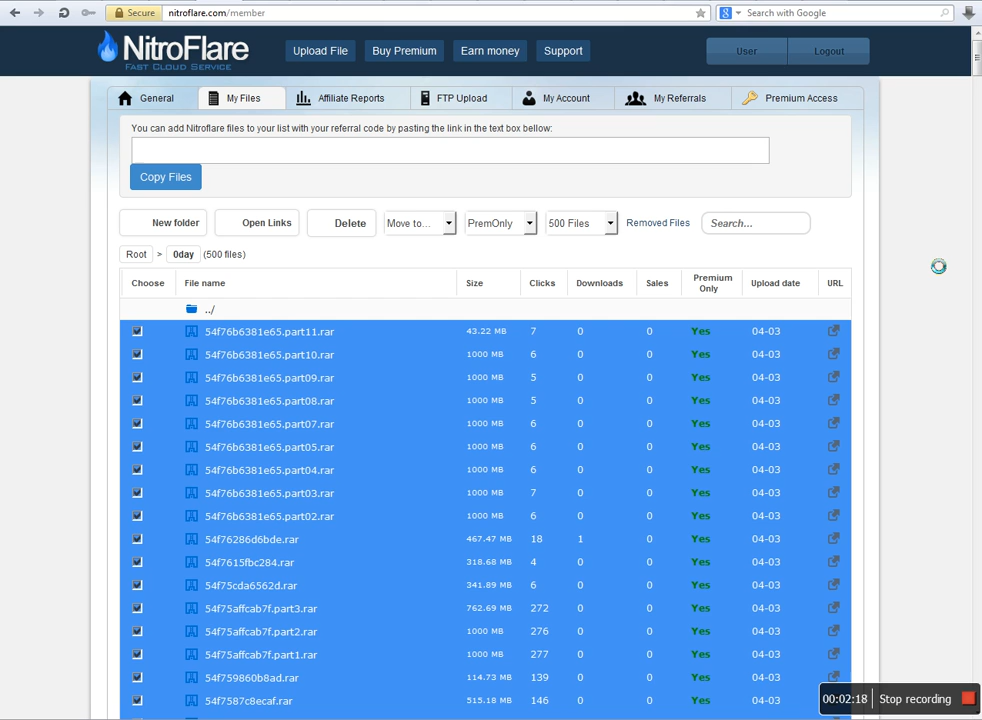 Secure nitroflare.com/member Search with Google
NitroFlare
FAST CLOUD SERVICE
Upload File Buy Premium Earn money Support User Logout
General My Files Affiliate Reports FTP Upload My Account My Referrals Premium Access
You can add Nitroflare files to your list with your referral code by pasting the link in the text box bellow:
Copy Files
New folder Open Links Delete Move to... PremOnly 500 Files Removed Files Search...
Root > 0day (500 files)
Choose File name Size Clicks Downloads Sales Premium Only Upload date URL
../
54f76b6381e65.part11.rar 43.22 MB 7 0 0 Yes 04-03
54f76b6381e65.part10.rar 1000 MB 6 0 0 Yes 04-03
54f76b6381e65.part09.rar 1000 MB 5 0 0 Yes 04-03
54f76b6381e65.part08.rar 1000 MB 5 0 0 Yes 04-03
54f76b6381e65.part07.rar 1000 MB 6 0 0 Yes 04-03
54f76b6381e65.part05.rar 1000 MB 6 0 0 Yes 04-03
54f76b6381e65.part04.rar 1000 MB 6 0 0 Yes 04-03
54f76b6381e65.part03.rar 1000 MB 7 0 0 Yes 04-03
54f76b6381e65.part02.rar 1000 MB 6 0 0 Yes 04-03
54f76286d6bde.rar 467.47 MB 18 1 0 Yes 04-03
54f7615fbc284.rar 318.68 MB 4 0 0 Yes 04-03
54f75cda6562d.rar 341.89 MB 6 0 0 Yes 04-03
54f75affcab7f.part3.rar 762.69 MB 272 0 0 Yes 04-03
54f75affcab7f.part2.rar 1000 MB 276 0 0 Yes 04-03
54f75affcab7f.part1.rar 1000 MB 277 0 0 Yes 04-03
54f759860b8ad.rar 114.73 MB 139 0 0 Yes 04-03
54f7587c8ecaf.rar 515.18 MB 146 0 0 Yes 04-03
00:02:18 Stop recording